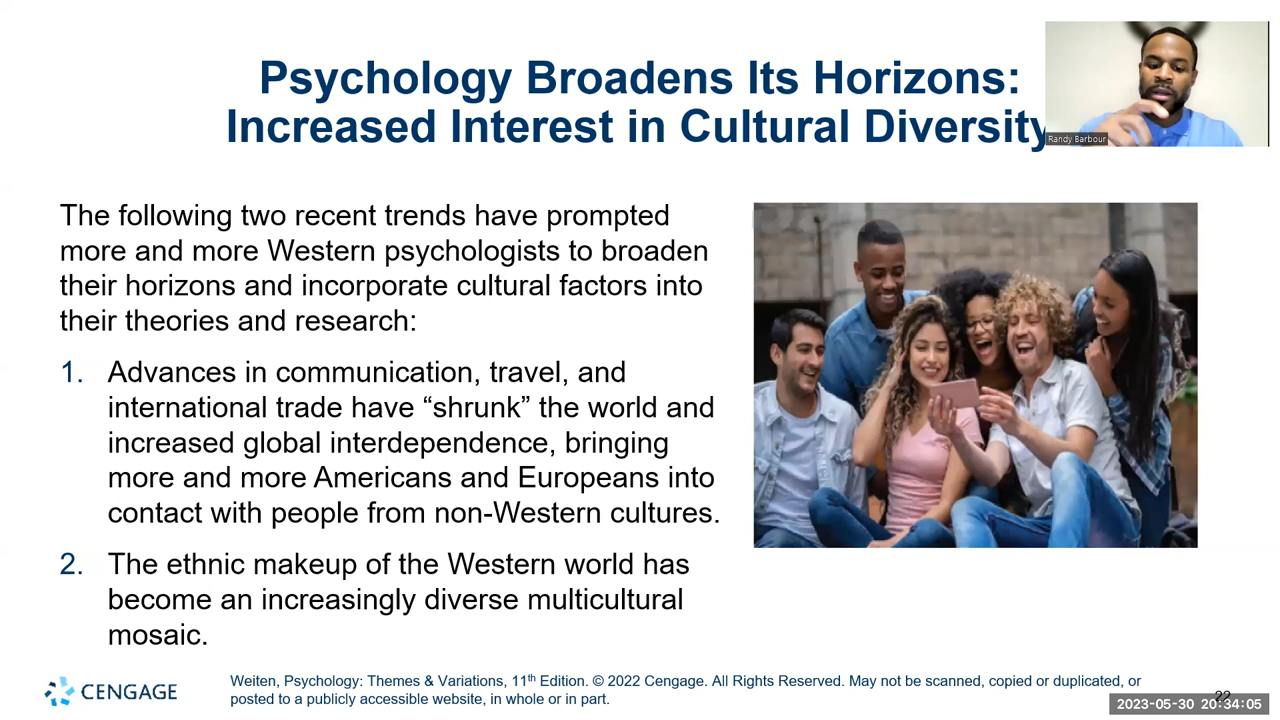 Psychology Broadens Its Horizons:
Increased Interest in Cultural Diversity
Randy Barbour
The following two recent trends have prompted
more and more Western psychologists to broaden
their horizons and incorporate cultural factors into
their theories and research:
1. Advances in communication, travel, and
international trade have “shrunk” the world and
increased global interdependence, bringing
more and more Americans and Europeans into
contact with people from non-Western cultures.
2. The ethnic makeup of the Western world has
become an increasingly diverse multicultural
mosaic.
CENGAGE
Weiten, Psychology: Themes & Variations, 11th Edition. © 2022 Cengage. All Rights Reserved. May not be scanned, copied or duplicated, or
posted to a publicly accessible website, in whole or in part.
22
2023-05-30 20:34:05